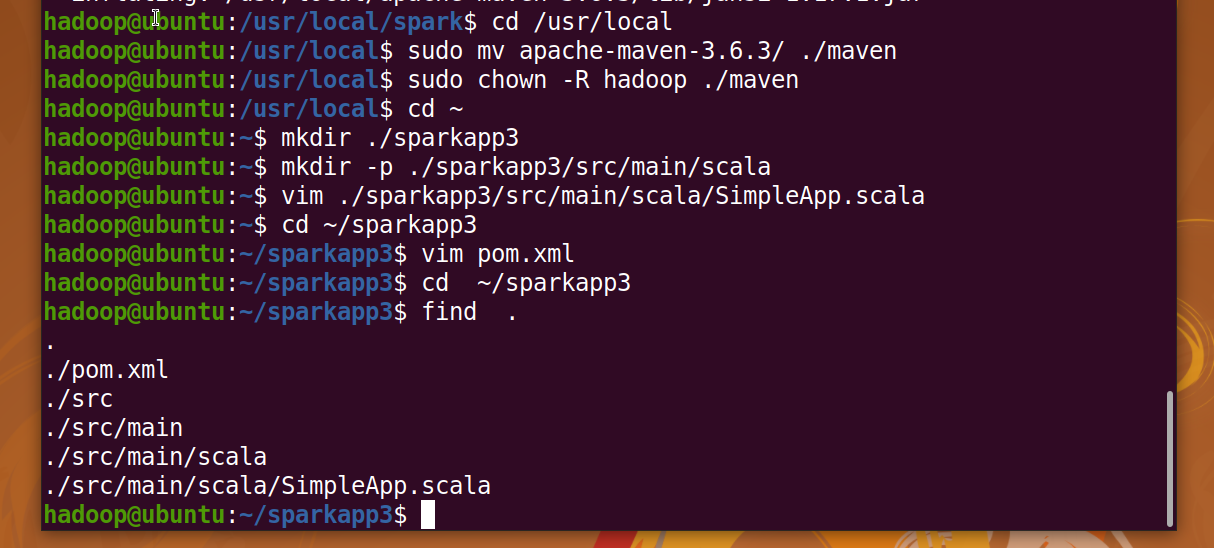 hadoop@ubuntu:/usr/local/spark$ cd /usr/local
hadoop@ubuntu:/usr/local$ sudo mv apache-maven-3.6.3/ ./maven
hadoop@ubuntu:/usr/local$ sudo chown -R hadoop ./maven
hadoop@ubuntu:/usr/local$ cd ~
hadoop@ubuntu:~$ mkdir ./sparkapp3
hadoop@ubuntu:~$ mkdir -p ./sparkapp3/src/main/scala
hadoop@ubuntu:~$ vim ./sparkapp3/src/main/scala/SimpleApp.scala
hadoop@ubuntu:~$ cd ~/sparkapp3
hadoop@ubuntu:~/sparkapp3$ vim pom.xml
hadoop@ubuntu:~/sparkapp3$ cd  ~/sparkapp3
hadoop@ubuntu:~/sparkapp3$ find  .
.
./pom.xml
./src
./src/main
./src/main/scala
./src/main/scala/SimpleApp.scala
hadoop@ubuntu:~/sparkapp3$